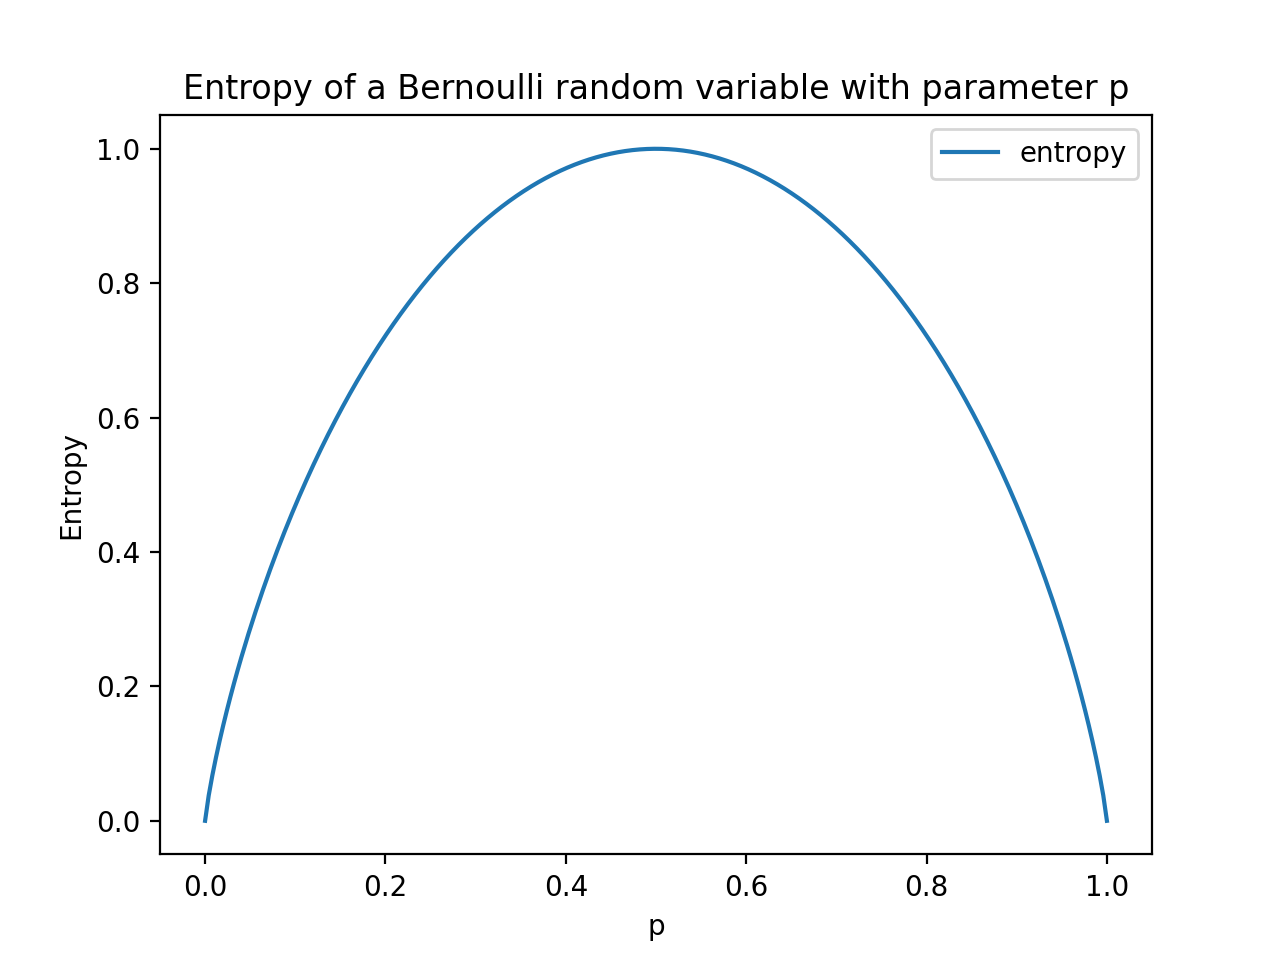 Entropy of a Bernoulli random variable with parameter p
entropy
1.0
0.8
0.6
0.4
0.2
0.0
Entropy
0.0 0.2 0.4 0.6 0.8 1.0
p